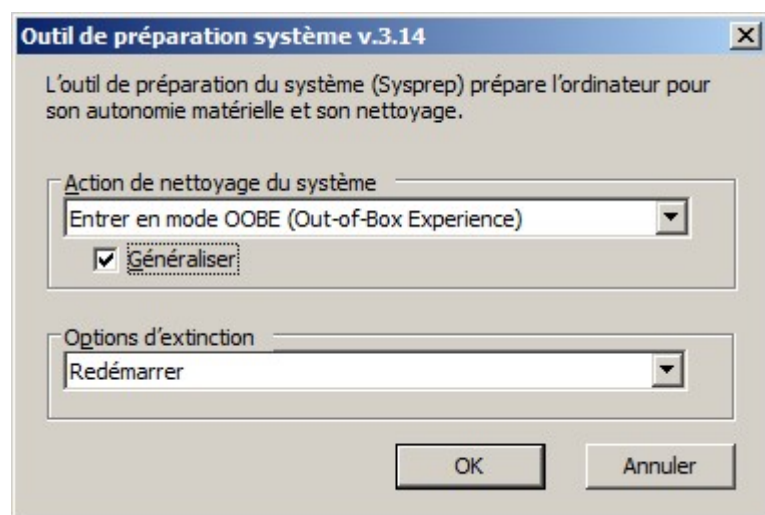 Outil de préparation système v.3.14
L'outil de préparation du système (Sysprep) prépare l'ordinateur pour
son autonomie matérielle et son nettoyage.
Action de nettoyage du système
Entrer en mode OOBE (Out-of-Box Experience)
Généraliser
Options d'extinction
Redémarrer
OK Annuler